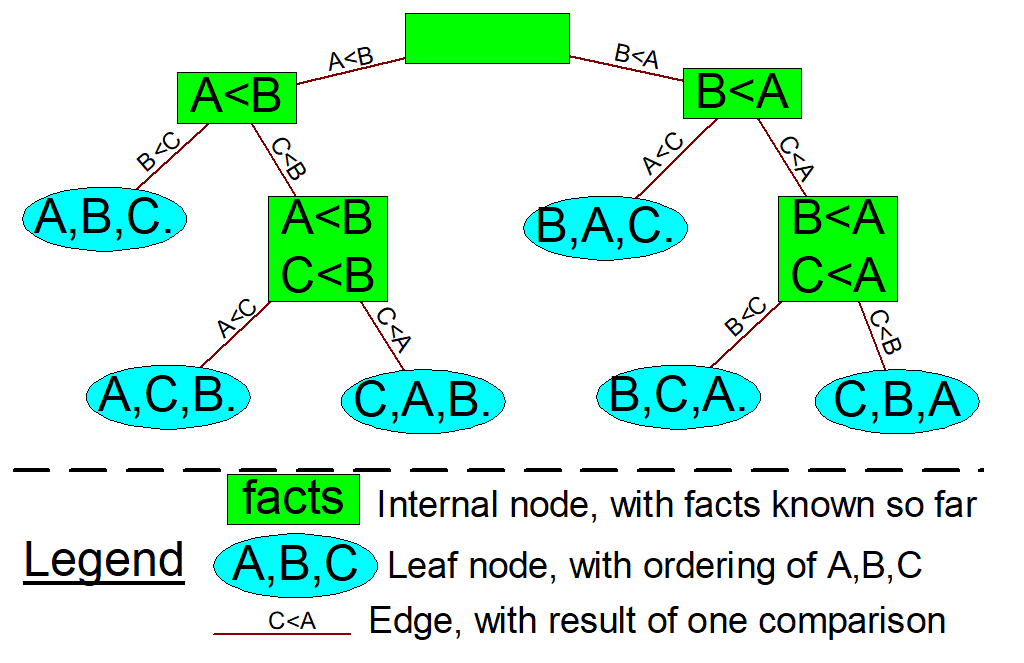 A<B
B<A
A<B
B<A
B<C
C<B
A<C
C<A
A,B,C.
A<B
C<B
B,A,C.
B<A
C<A
A<C
C<A
B<C
C<B
A,C,B.
C,A,B.
B,C,A.
C,B,A
facts
Internal node, with facts known so far
Legend
A,B,C
Leaf node, with ordering of A,B,C
C<A
Edge, with result of one comparison